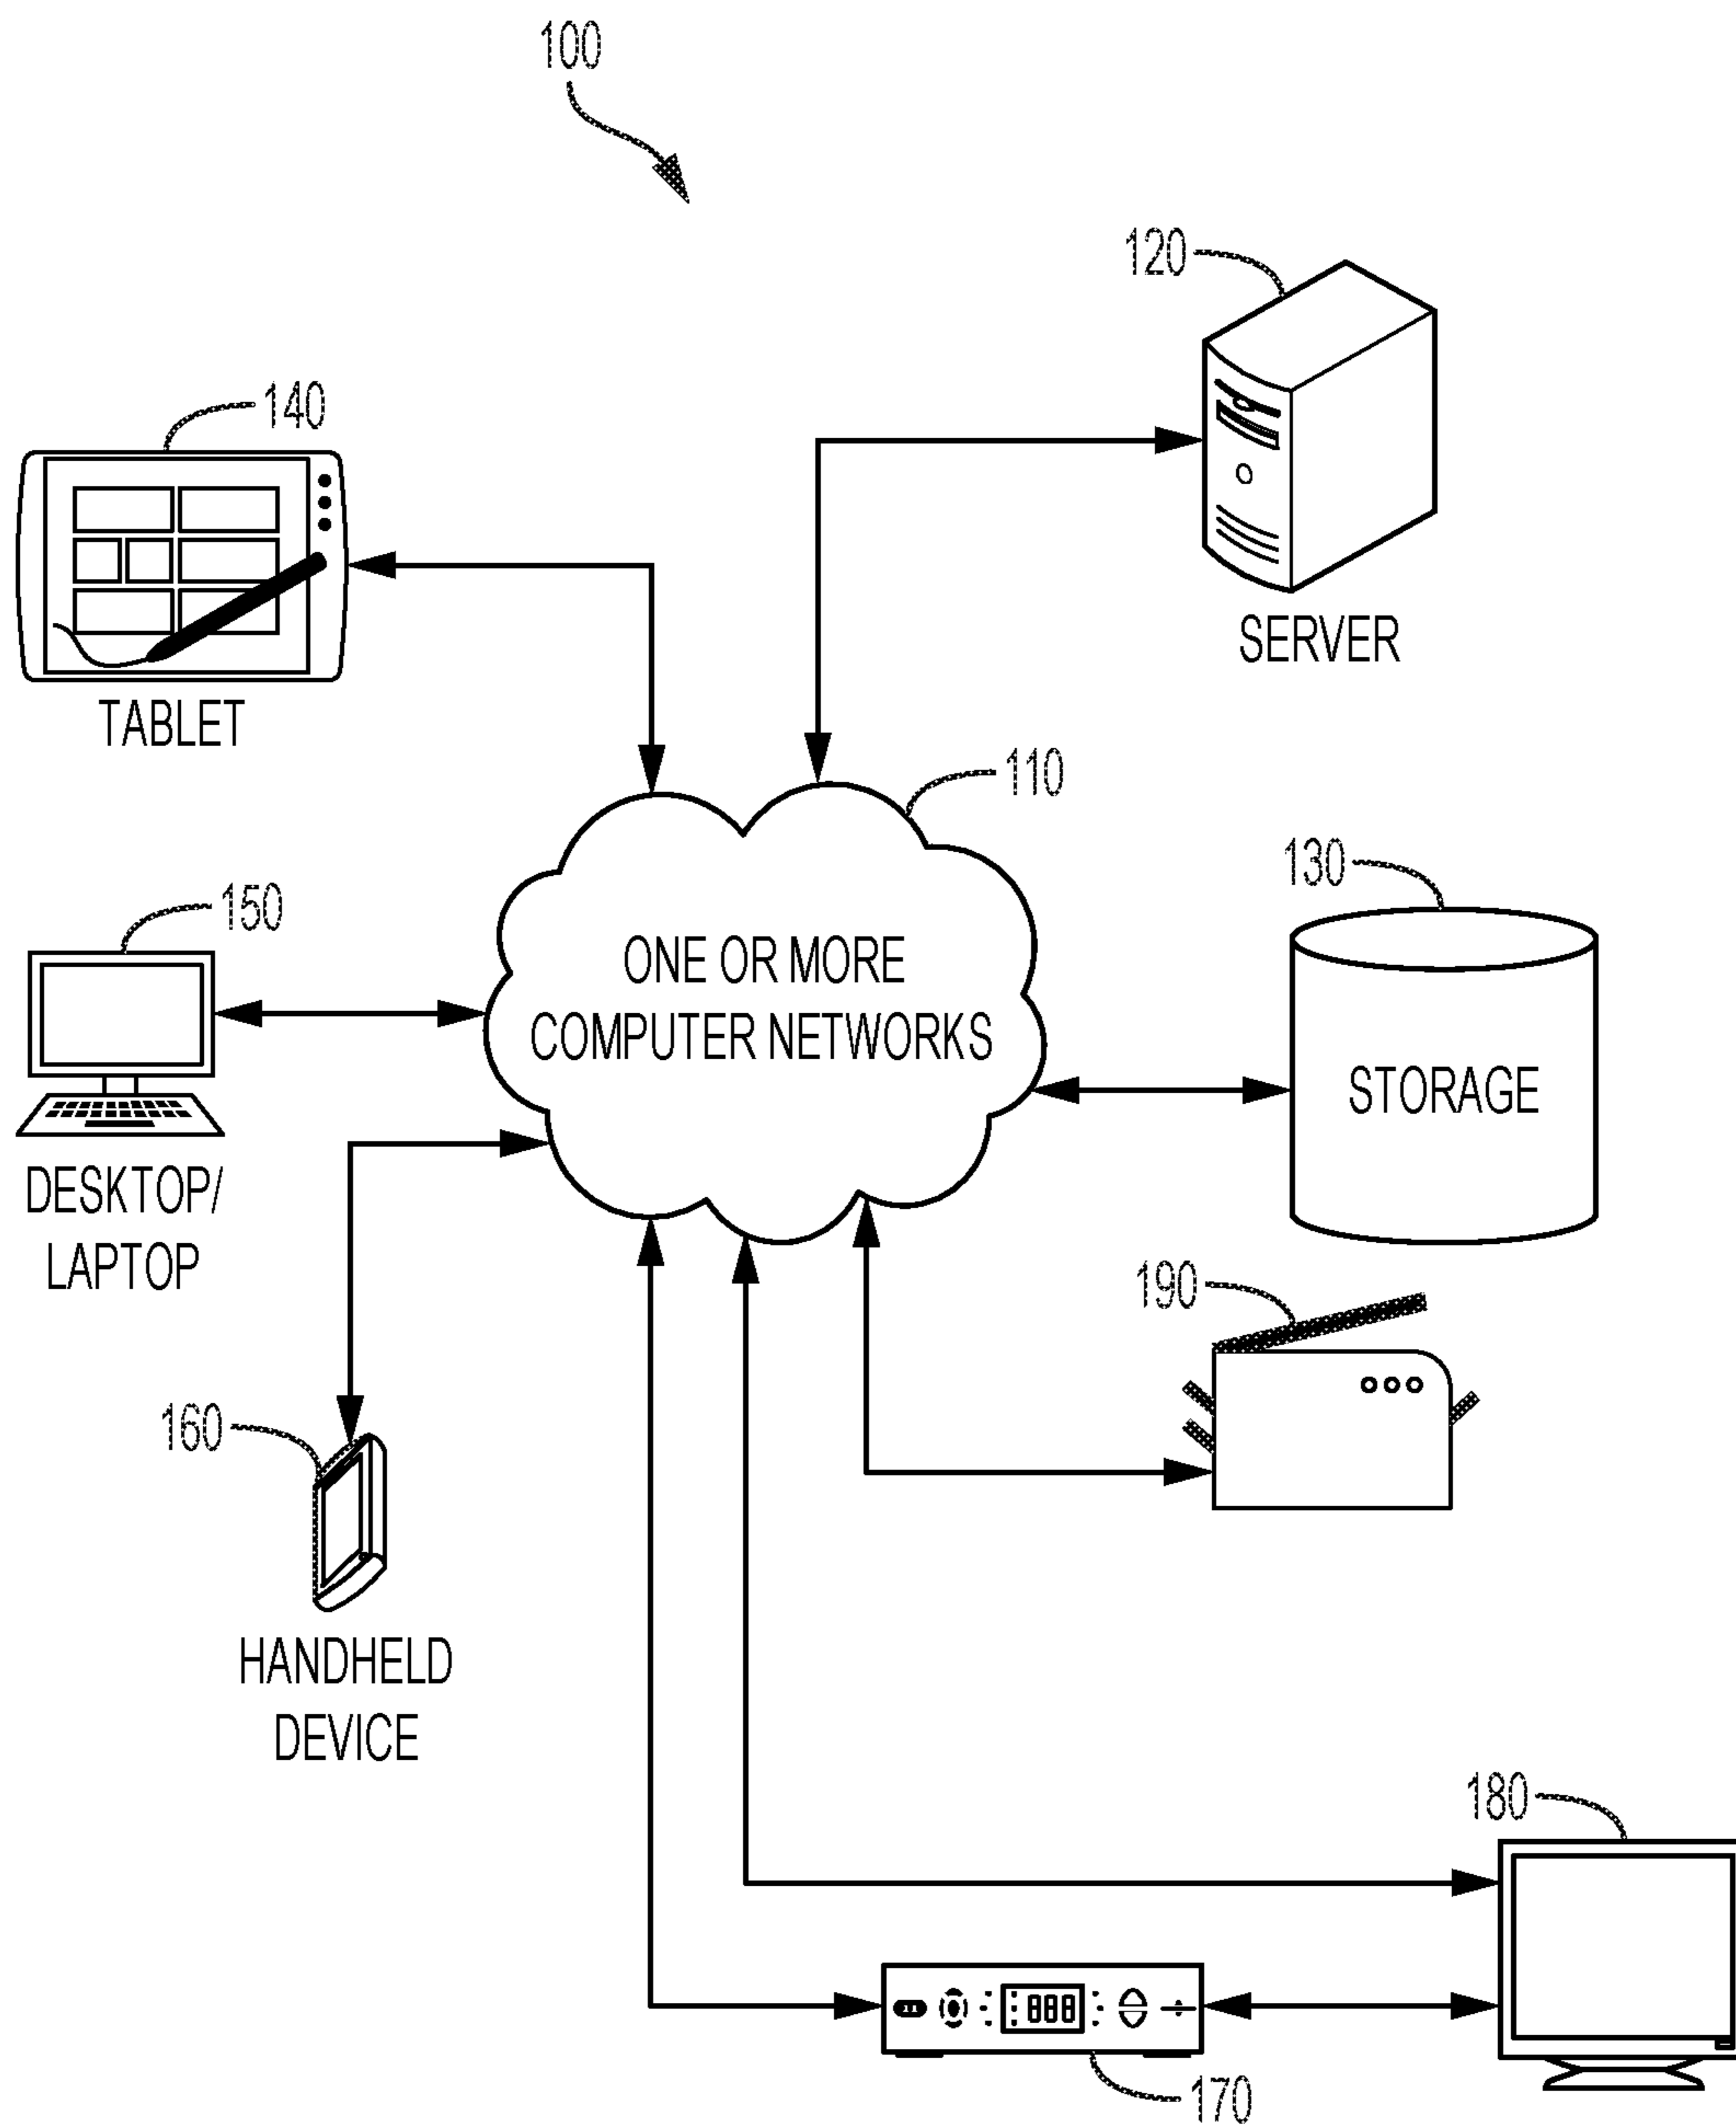 100
120
140
SERVER
TABLET
110
130
150
ONE OR MORE
COMPUTER NETWORKS
STORAGE
DESKTOP/
LAPTOP
190
160
HANDHELD
DEVICE
180
888
170